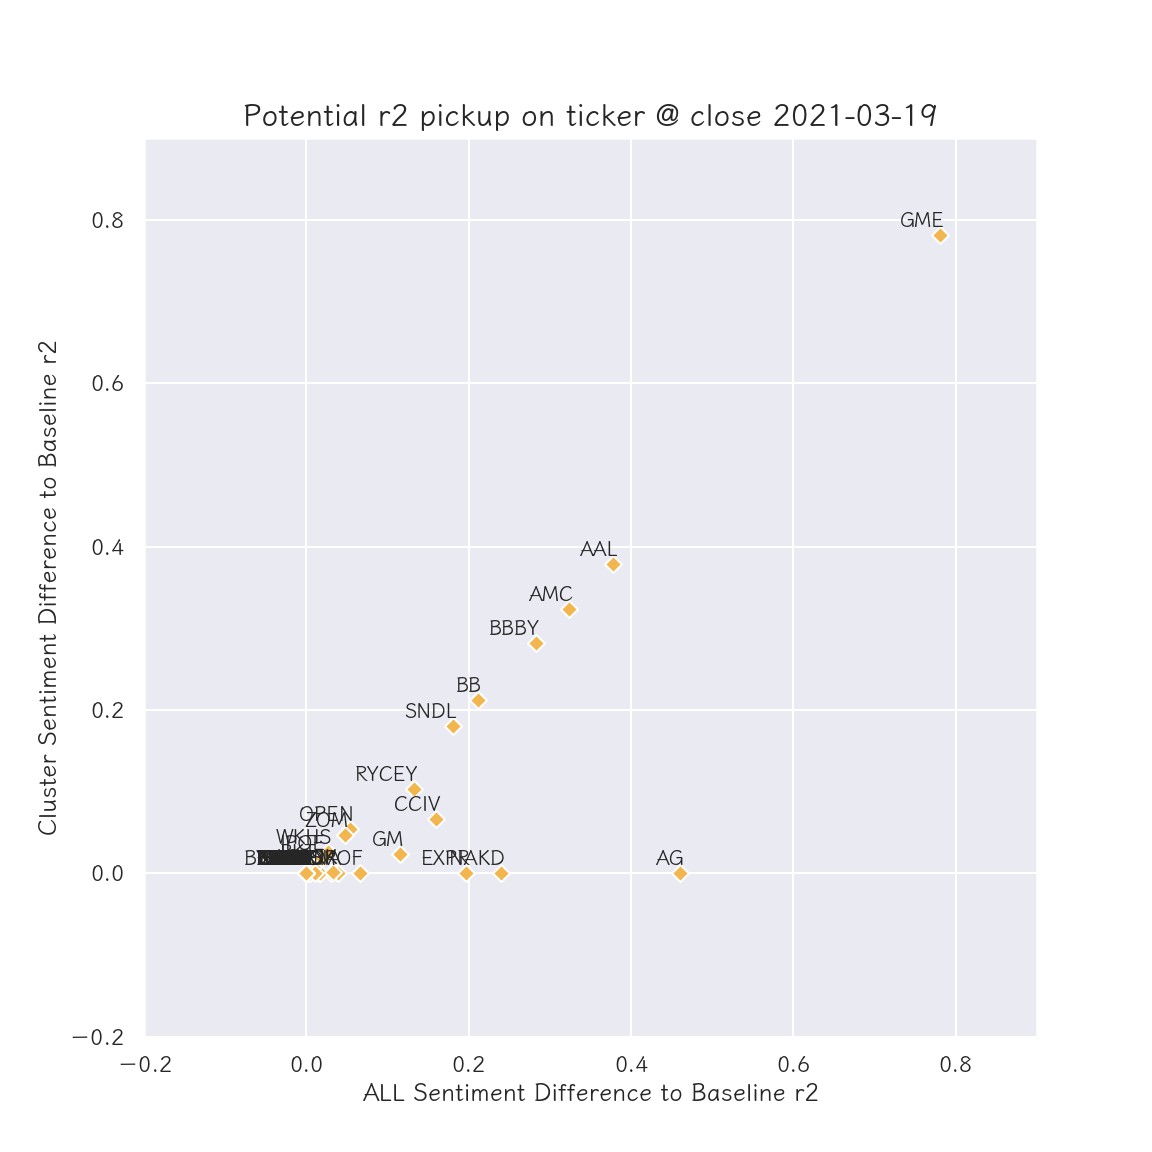 Potential r2 pickup on ticker @ close 2021-03-19
Cluster Sentiment Difference to Baseline r2
0.8
0.6
0.4
0.2
0.0
−0.2
GME
AAL
AMC
BBBY
BB
SNDL
RYCEY
CCIV
OPEN
ZOM
WKHS
GM
EXPR
NAKD
AG
−0.2
0.0
0.2
0.4
0.6
0.8
ALL Sentiment Difference to Baseline r2